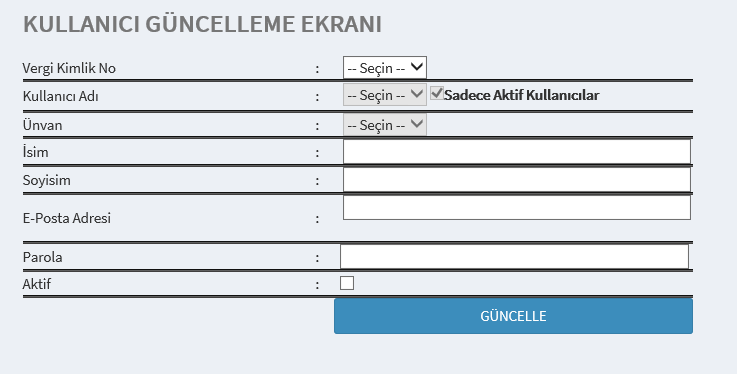 KULLANICI GÜNCELLEME EKRANI
Vergi Kimlik No : -- Seçin --
Kullanıcı Adı : -- Seçin -- Sadece Aktif Kullanıcılar
Ünvan : -- Seçin --
İsim :
Soyisim :
E-Posta Adresi :
Parola :
Aktif :
GÜNCELLE